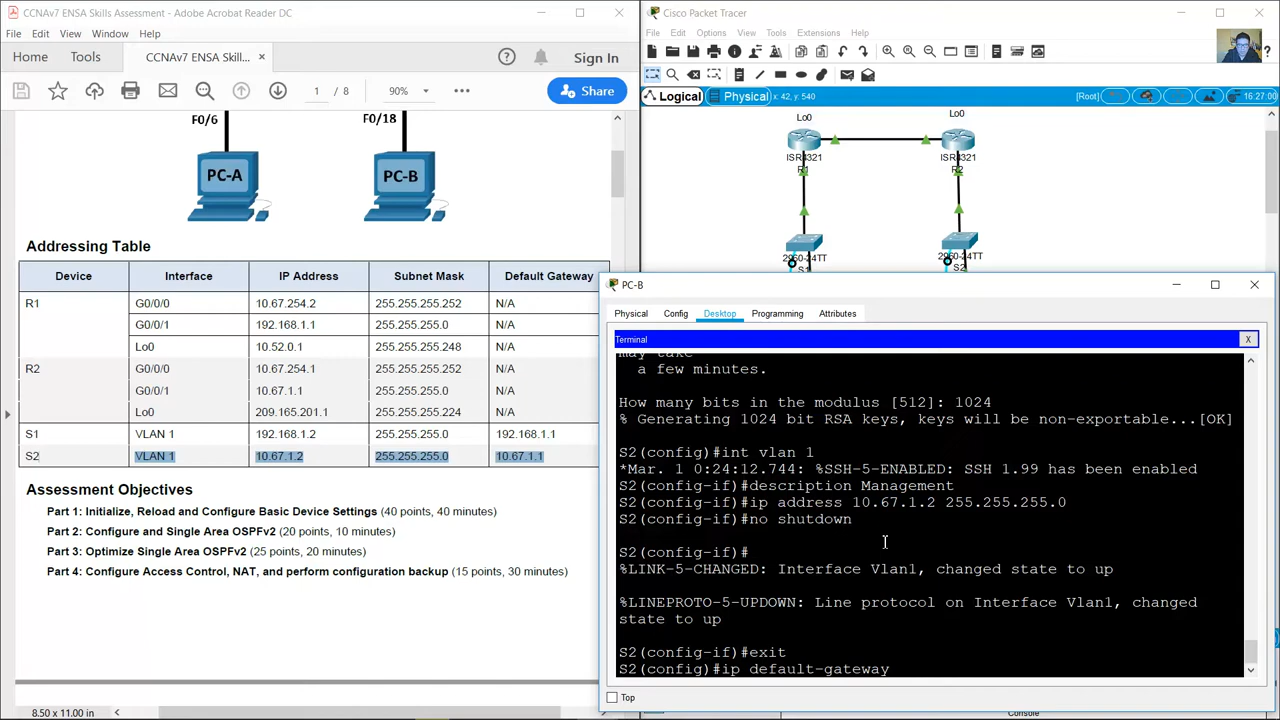 CCNAv7 ENSA Skills Assessment - Adobe Acrobat Reader DC
File Edit View Window Help
Home Tools CCNAv7 ENSA Skill... × Sign In
1 / 8 90% Share
F0/6 F0/18
PC-A PC-B
Addressing Table
Device Interface IP Address Subnet Mask Default Gateway
R1 G0/0/0 10.67.254.2 255.255.255.252 N/A
G0/0/1 192.168.1.1 255.255.255.0 N/A
Lo0 10.52.0.1 255.255.255.248 N/A
R2 G0/0/0 10.67.254.1 255.255.255.252 N/A
G0/0/1 10.67.1.1 255.255.255.0 N/A
Lo0 209.165.201.1 255.255.255.224 N/A
S1 VLAN 1 192.168.1.2 255.255.255.0 192.168.1.1
S2 VLAN 1 10.67.1.2 255.255.255.0 10.67.1.1
Assessment Objectives
Part 1: Initialize, Reload and Configure Basic Device Settings (40 points, 40 minutes)
Part 2: Configure and Single Area OSPFv2 (20 points, 10 minutes)
Part 3: Optimize Single Area OSPFv2 (25 points, 20 minutes)
Part 4: Configure Access Control, NAT, and perform configuration backup (15 points, 30 minutes)
8.50 x 11.00 in
Cisco Packet Tracer
File Edit Options View Tools Extensions Help
Logical Physical x: 42, y: 540 [Root] 16:27:00
Lo0 Lo0
ISR4321 ISR4321
R1 R2
2960-24TT 2960-24TT
S1 S2
PC-B
Physical Config Desktop Programming Attributes
Terminal X
may take
a few minutes.
How many bits in the modulus [512]: 1024
% Generating 1024 bit RSA keys, keys will be non-exportable...[OK]
S2(config)#int vlan 1
*Mar. 1 0:24:12.744: %SSH-5-ENABLED: SSH 1.99 has been enabled
S2(config-if)#description Management
S2(config-if)#ip address 10.67.1.2 255.255.255.0
S2(config-if)#no shutdown
S2(config-if)#
%LINK-5-CHANGED: Interface Vlan1, changed state to up
%LINEPROTO-5-UPDOWN: Line protocol on Interface Vlan1, changed
state to up
S2(config-if)#exit
S2(config)#ip default-gateway
Top
Console